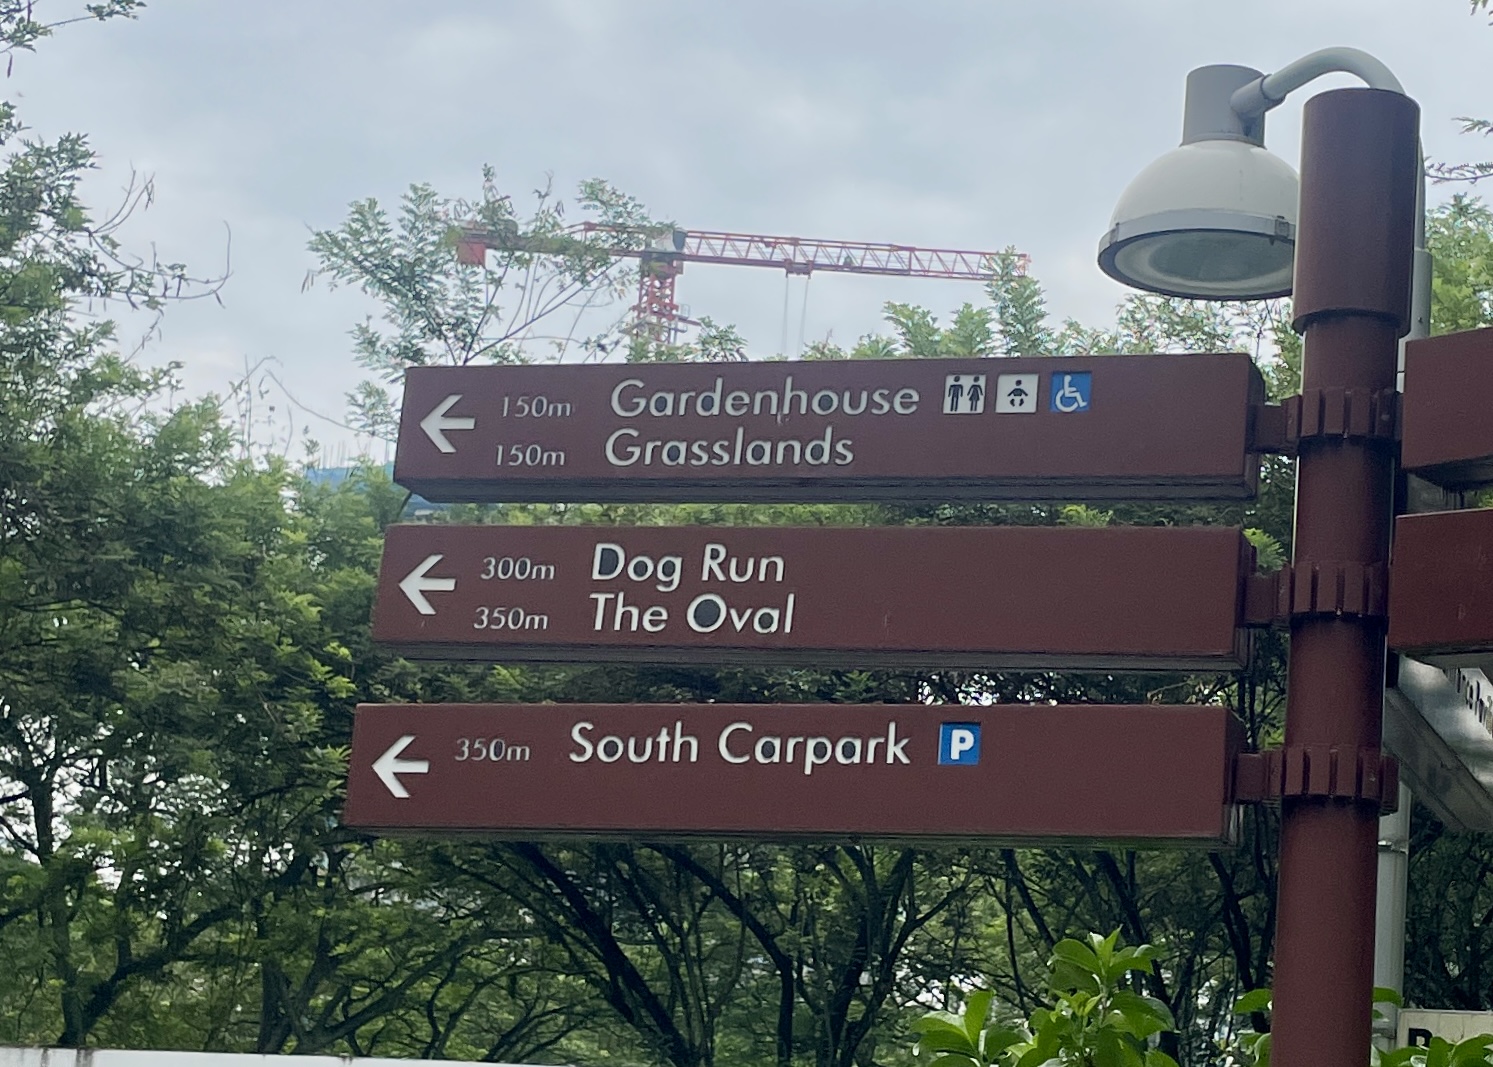 150m Gardenhouse
150m Grasslands
300m Dog Run
350m The Oval
350m South Carpark P